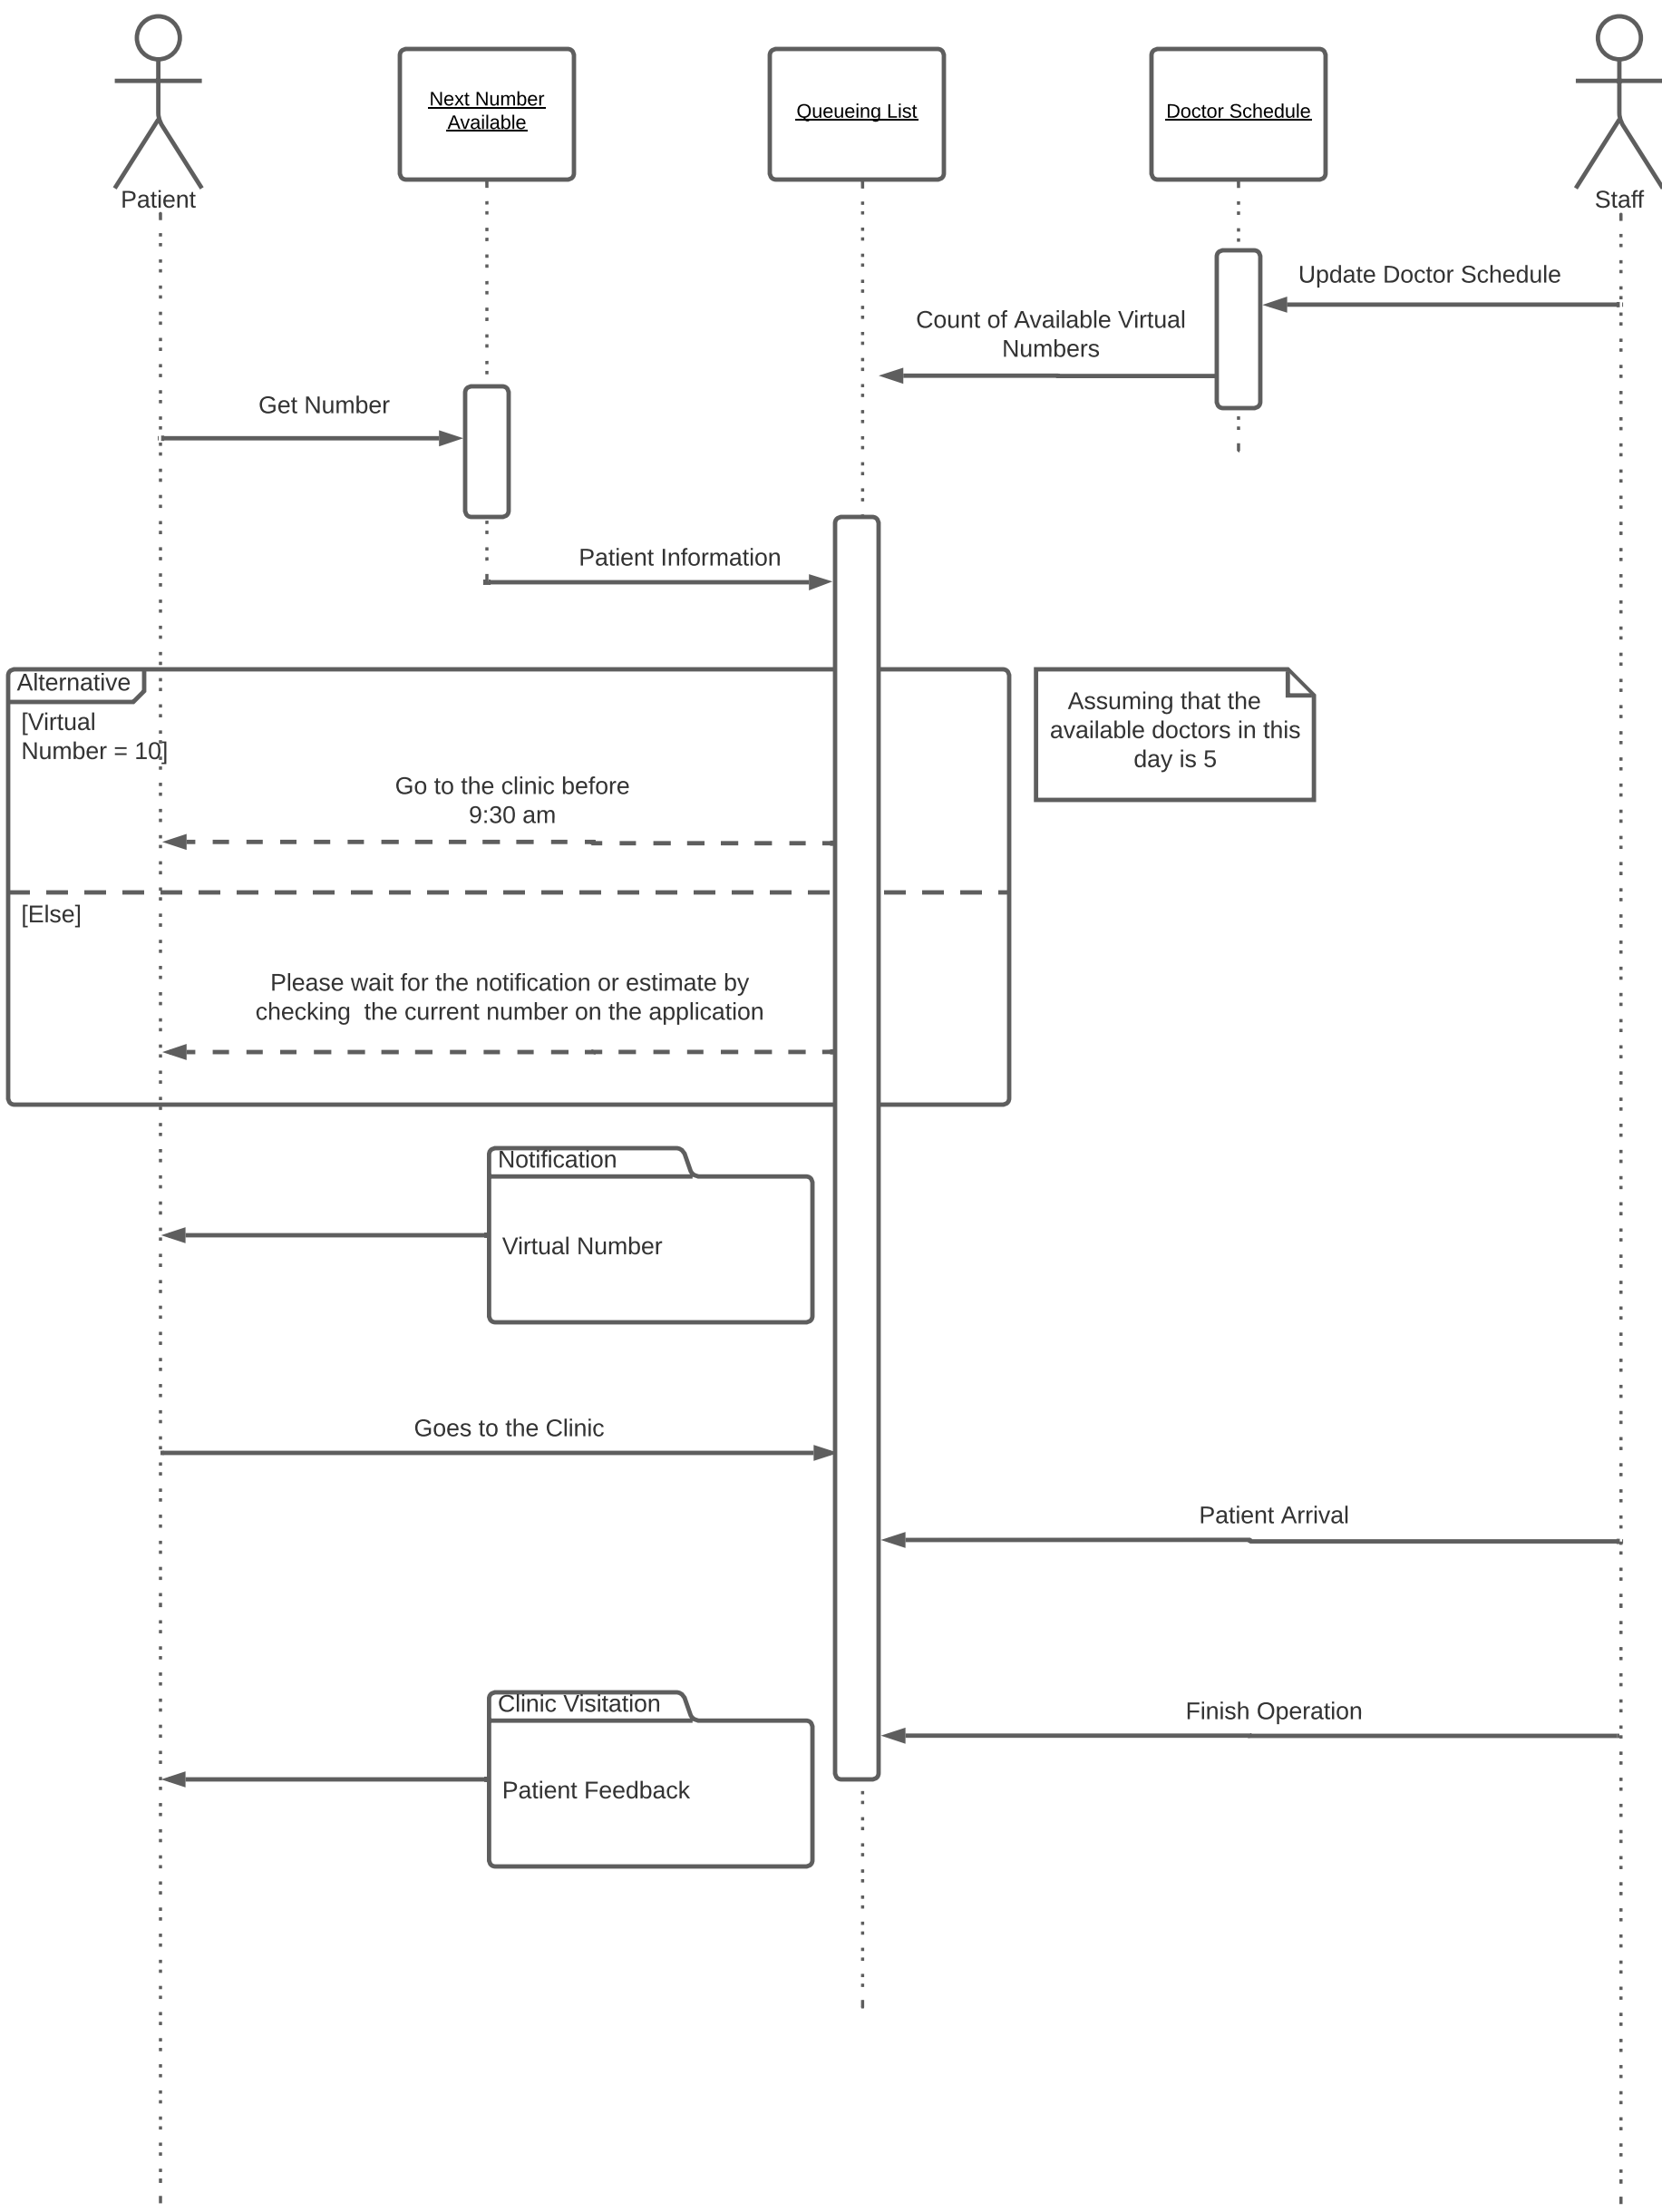 Patient
Next Number
Available
Queueing List
Doctor Schedule
Staff
Update Doctor Schedule
Count of Available Virtual
Numbers
Get Number
Patient Information
Alternative
[Virtual
Number = 10]
Assuming that the
available doctors in this
day is 5
Go to the clinic before
9:30 am
[Else]
Please wait for the notification or estimate by
checking  the current number on the application
Notification
Virtual Number
Goes to the Clinic
Patient Arrival
Clinic Visitation
Finish Operation
Patient Feedback